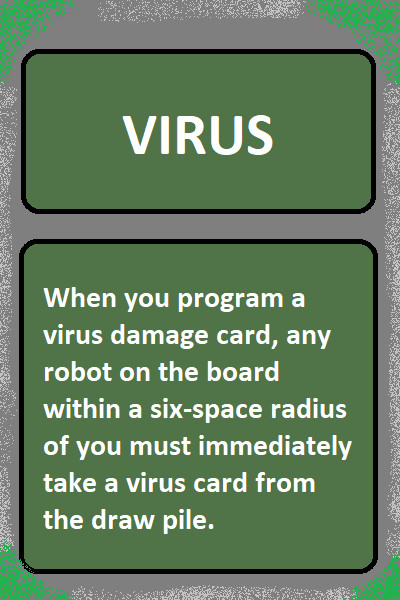 VIRUS
When you program a
virus damage card, any
robot on the board
within a six-space radius
of you must immediately
take a virus card from
the draw pile.